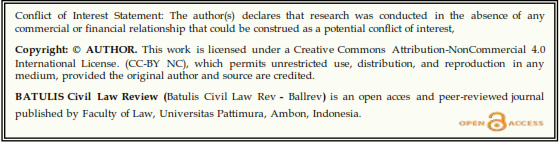 Conflict of Interest Statement: The author(s) declares that research was conducted in the absence of any
commercial or financial relationship that could be construed as a potential conflict of interest,
Copyright: © AUTHOR. This work is licensed under a Creative Commons Attribution-NonCommercial 4.0
International License. (CC-BY NC), which permits unrestricted use, distribution, and reproduction in any
medium, provided the original author and source are credited.
BATULIS Civil Law Review (Batulis Civil Law Rev - Ballrev) is an open acces and peer-reviewed journal
published by Faculty of Law, Universitas Pattimura, Ambon, Indonesia.
OPEN ACCESS